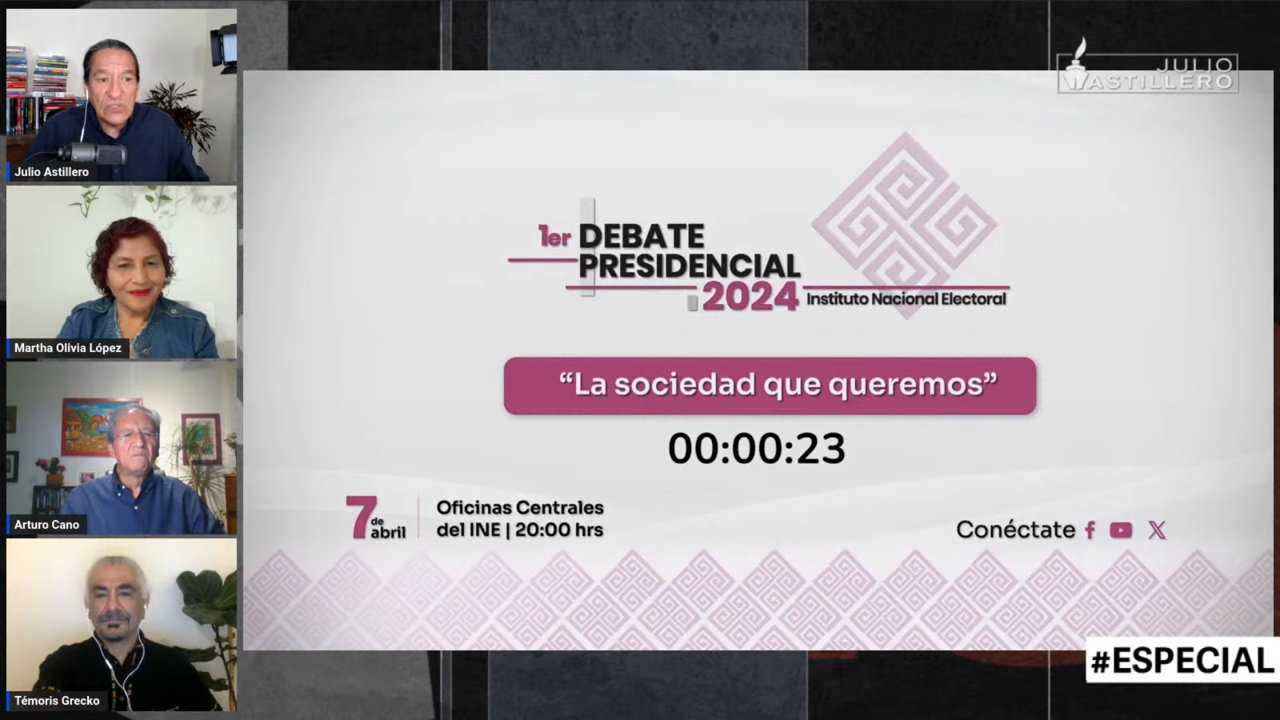 JULIO
ASTILLERO
Julio Astillero
Martha Olivia López
Arturo Cano
Témoris Grecko
1er DEBATE
PRESIDENCIAL
2024 Instituto Nacional Electoral
“La sociedad que queremos”
00:00:23
7 de abril
Oficinas Centrales
del INE | 20:00 hrs
Conéctate
#ESPECIAL